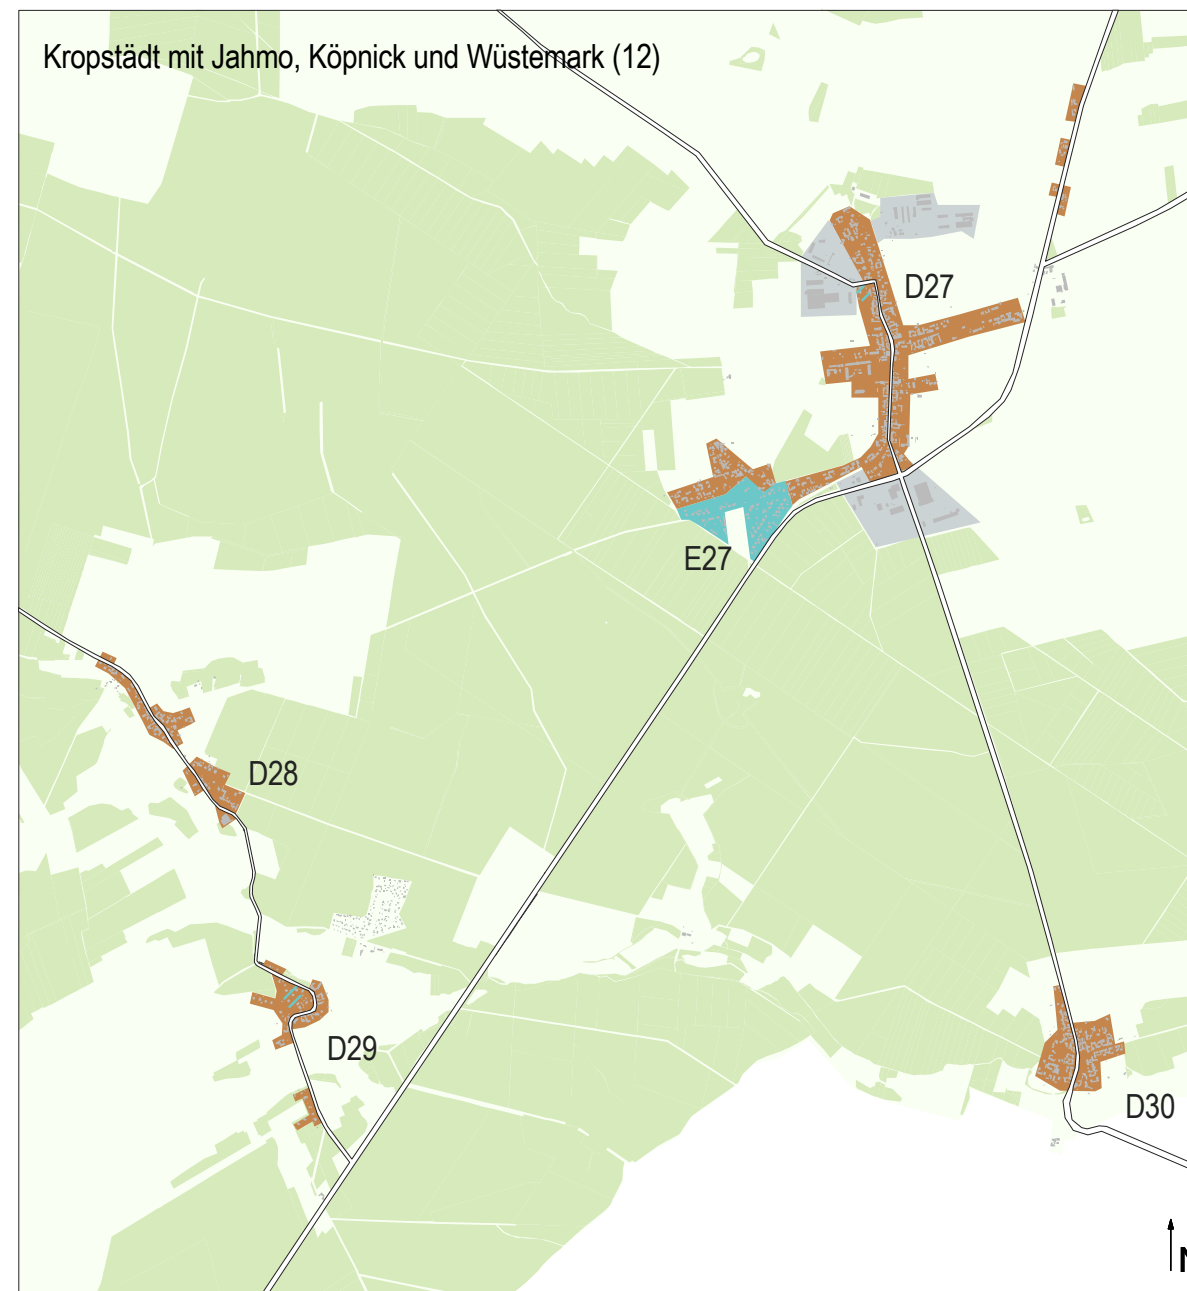 Kropstädt mit Jahmo, Köpnick und Wüstemark (12)
D27
E27
D28
D29
D30
N